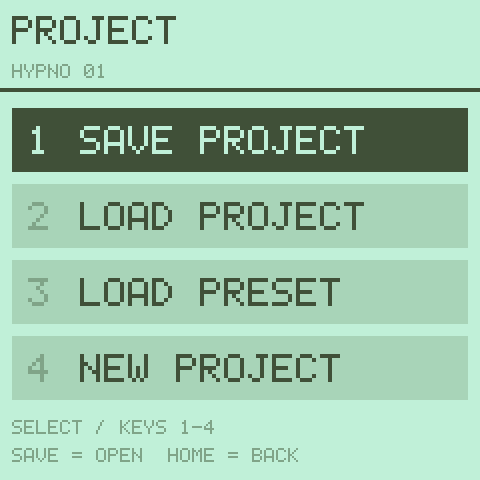 PROJECT
HYPNO 01
1 SAVE PROJECT
2 LOAD PROJECT
3 LOAD PRESET
4 NEW PROJECT
SELECT / KEYS 1-4
SAVE = OPEN  HOME = BACK